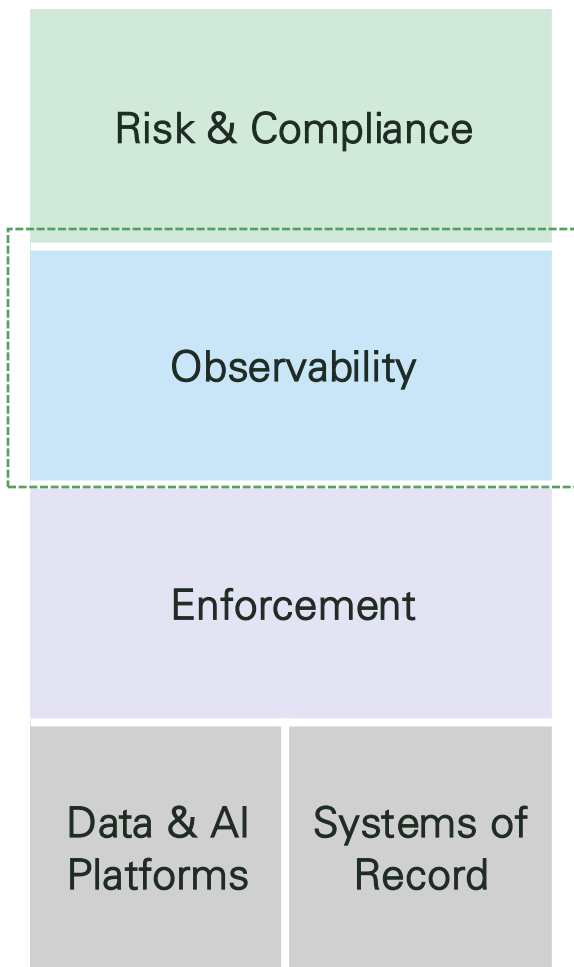 Risk & Compliance
Observability
Enforcement
Data & AI
Platforms
Systems of
Record